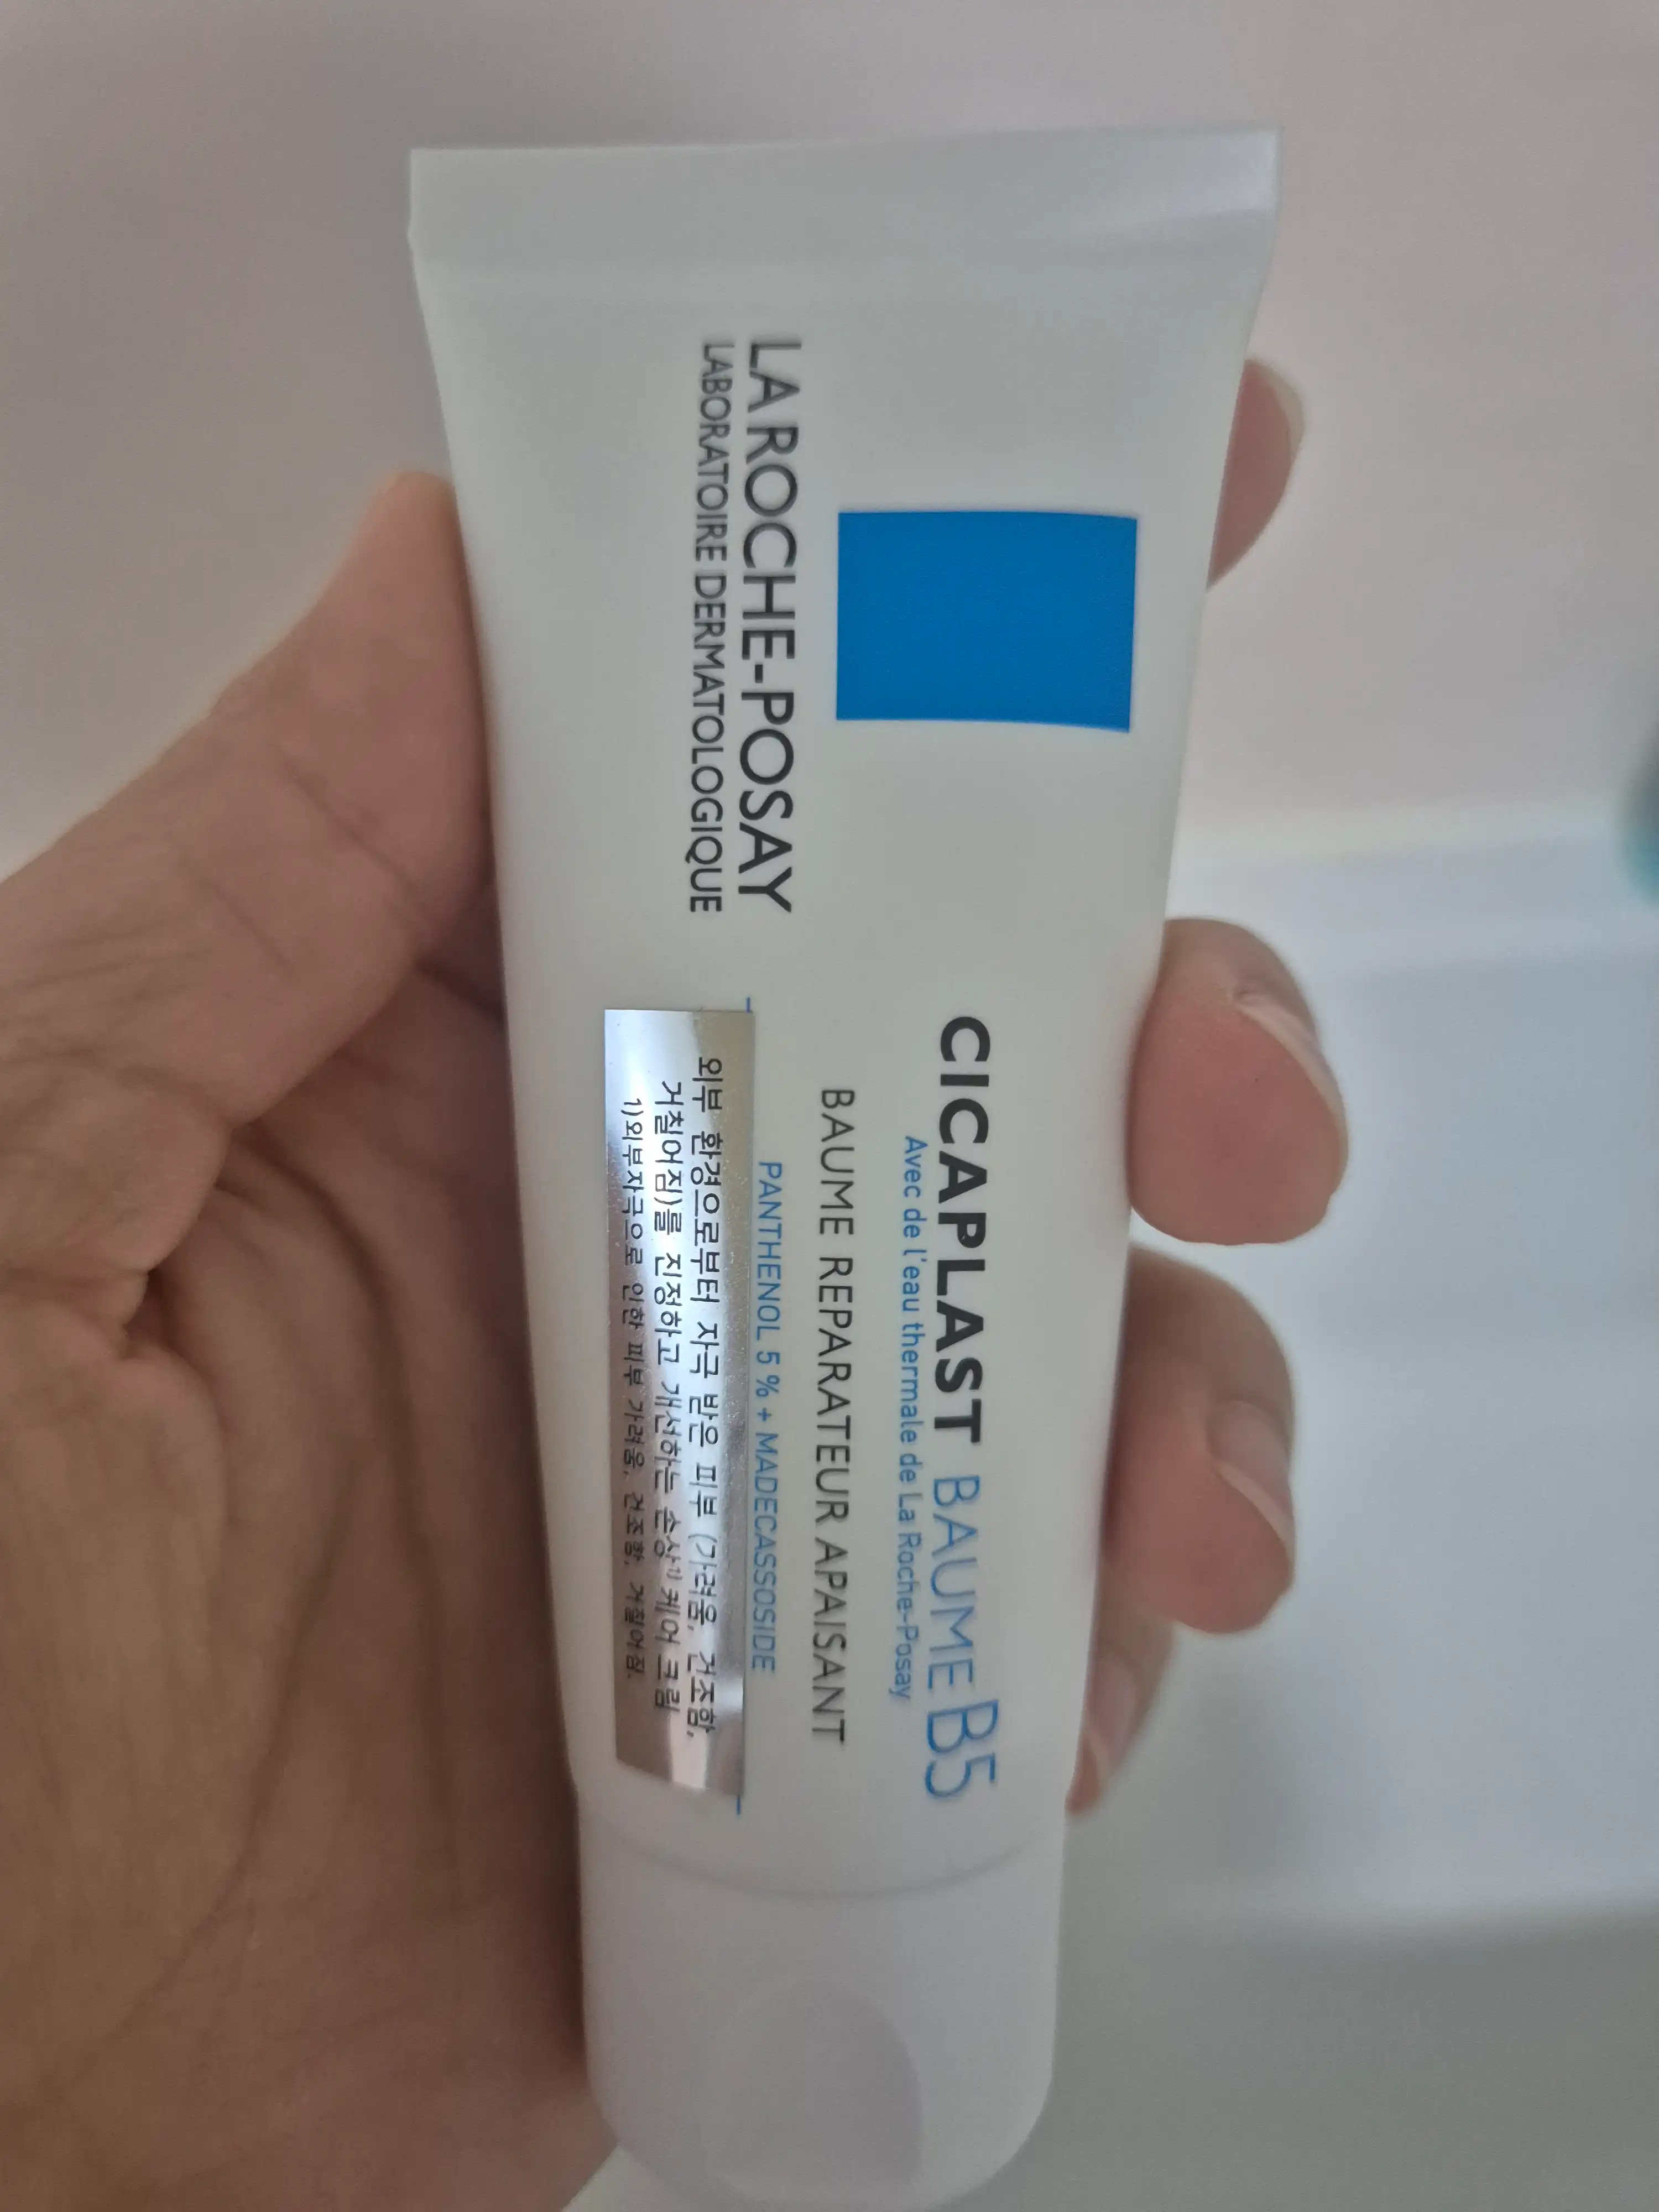 LA ROCHE-POSAY
LABORATOIRE DERMATOLOGIQUE
CICAPLAST BAUME B5
Avec de l'eau thermale de La Roche-Posay
BAUME REPARATEUR APAISANT
PANTHENOL 5 % + MADECASSOSIDE
외부 환경으로부터 자극 받은 피부 (가려움, 건조함,
거칠어짐)를 진정하고 개선하는 손상¹⁾ 케어 크림
1)외부자극으로 인한 피부 가려움, 건조함, 거칠어짐.